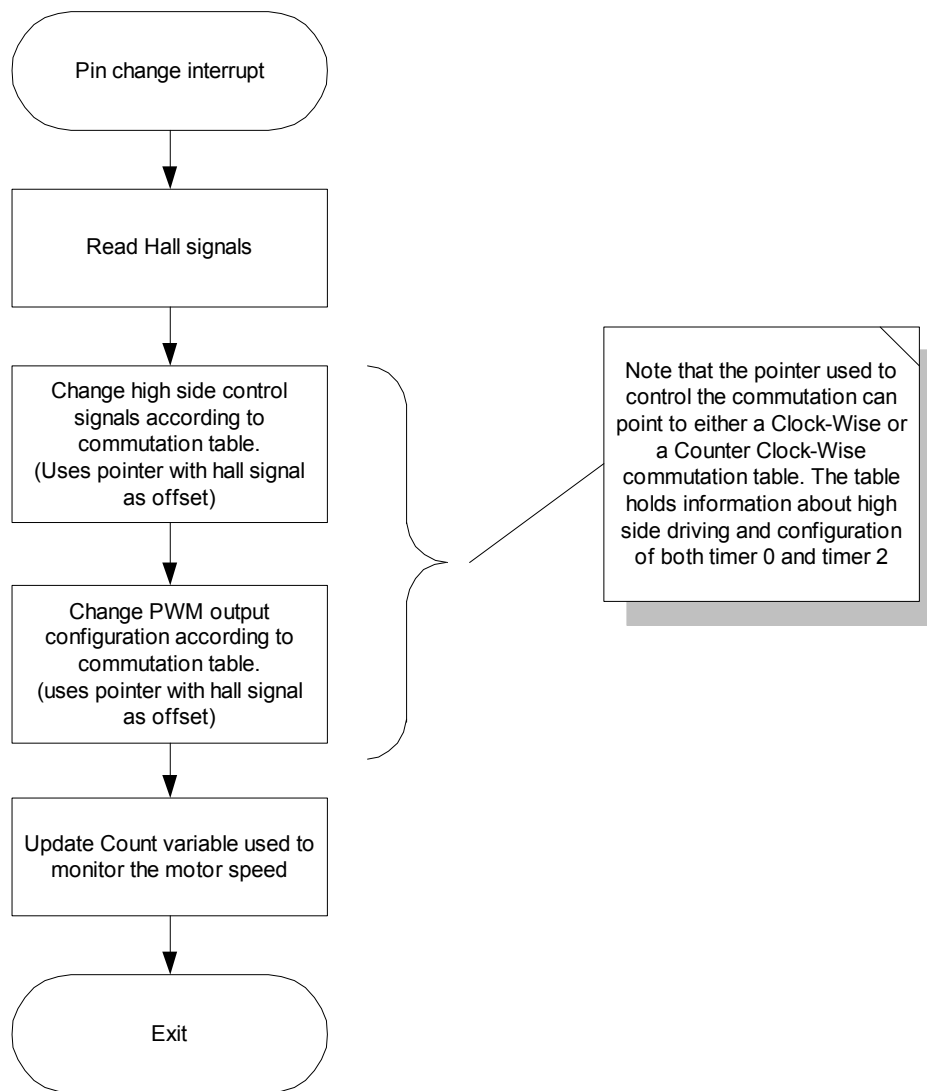 Pin change interrupt
Read Hall signals
Change high side control
signals according to
commutation table.
(Uses pointer with hall signal
as offset)
Change PWM output
configuration according to
commutation table.
(uses pointer with hall signal
as offset)
Update Count variable used to
monitor the motor speed
Exit
Note that the pointer used to
control the commutation can
point to either a Clock-Wise or
a Counter Clock-Wise
commutation table. The table
holds information about high
side driving and configuration
of both timer 0 and timer 2